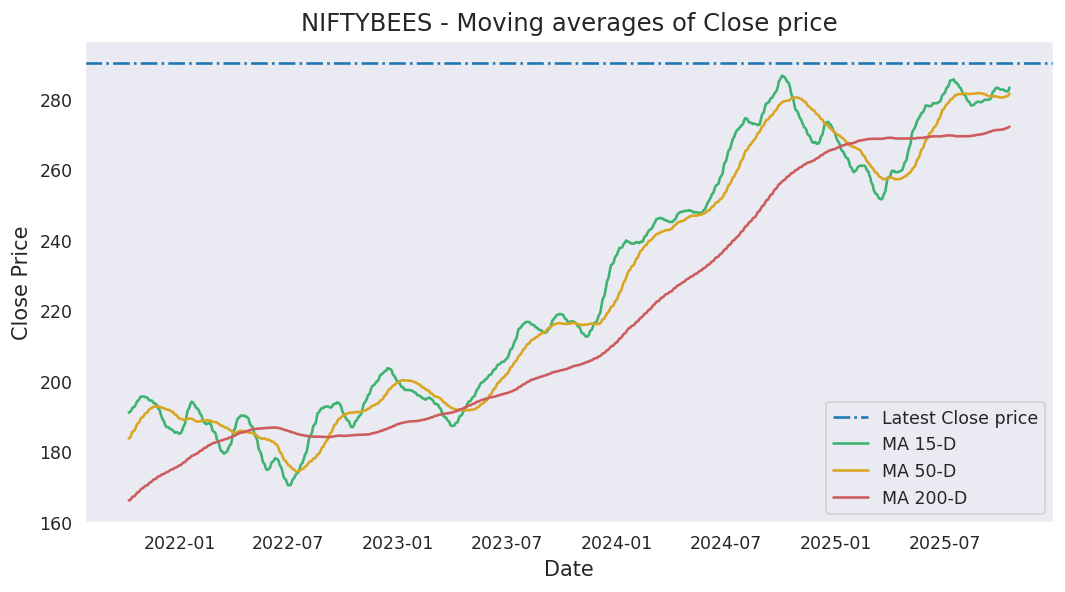 NIFTYBEES - Moving averages of Close price
Close Price
280
260
240
220
200
180
160
2022-01 2022-07 2023-01 2023-07 2024-01 2024-07 2025-01 2025-07
Date
Latest Close price
MA 15-D
MA 50-D
MA 200-D